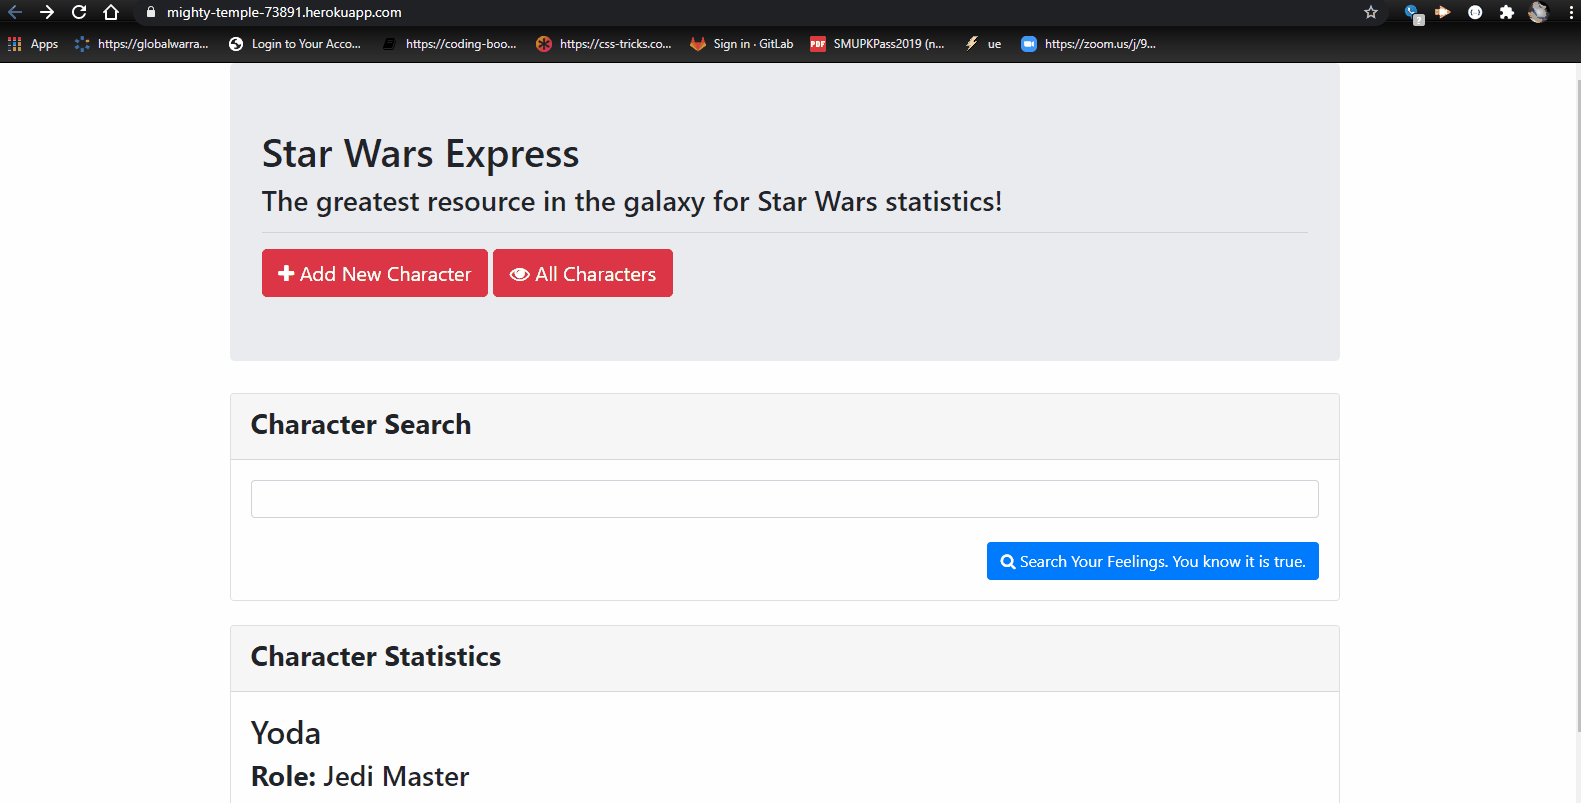 mighty-temple-73891.herokuapp.com
Apps https://globalwarra... Login to Your Acco... https://coding-boo... https://css-tricks.co... Sign in · GitLab PDF SMUPKPass2019 (n... ue https://zoom.us/j/9...
Star Wars Express
The greatest resource in the galaxy for Star Wars statistics!
Add New Character All Characters
Character Search
Search Your Feelings. You know it is true.
Character Statistics
Yoda
Role: Jedi Master